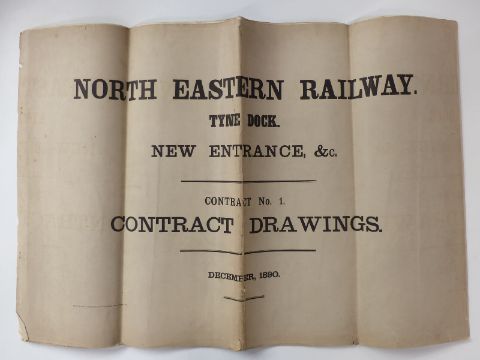 NORTH EASTERN RAILWAY.
TYNE DOCK.
NEW ENTRANCE, &c.
CONTRACT No. 1.
CONTRACT DRAWINGS.
DECEMBER, 1890.